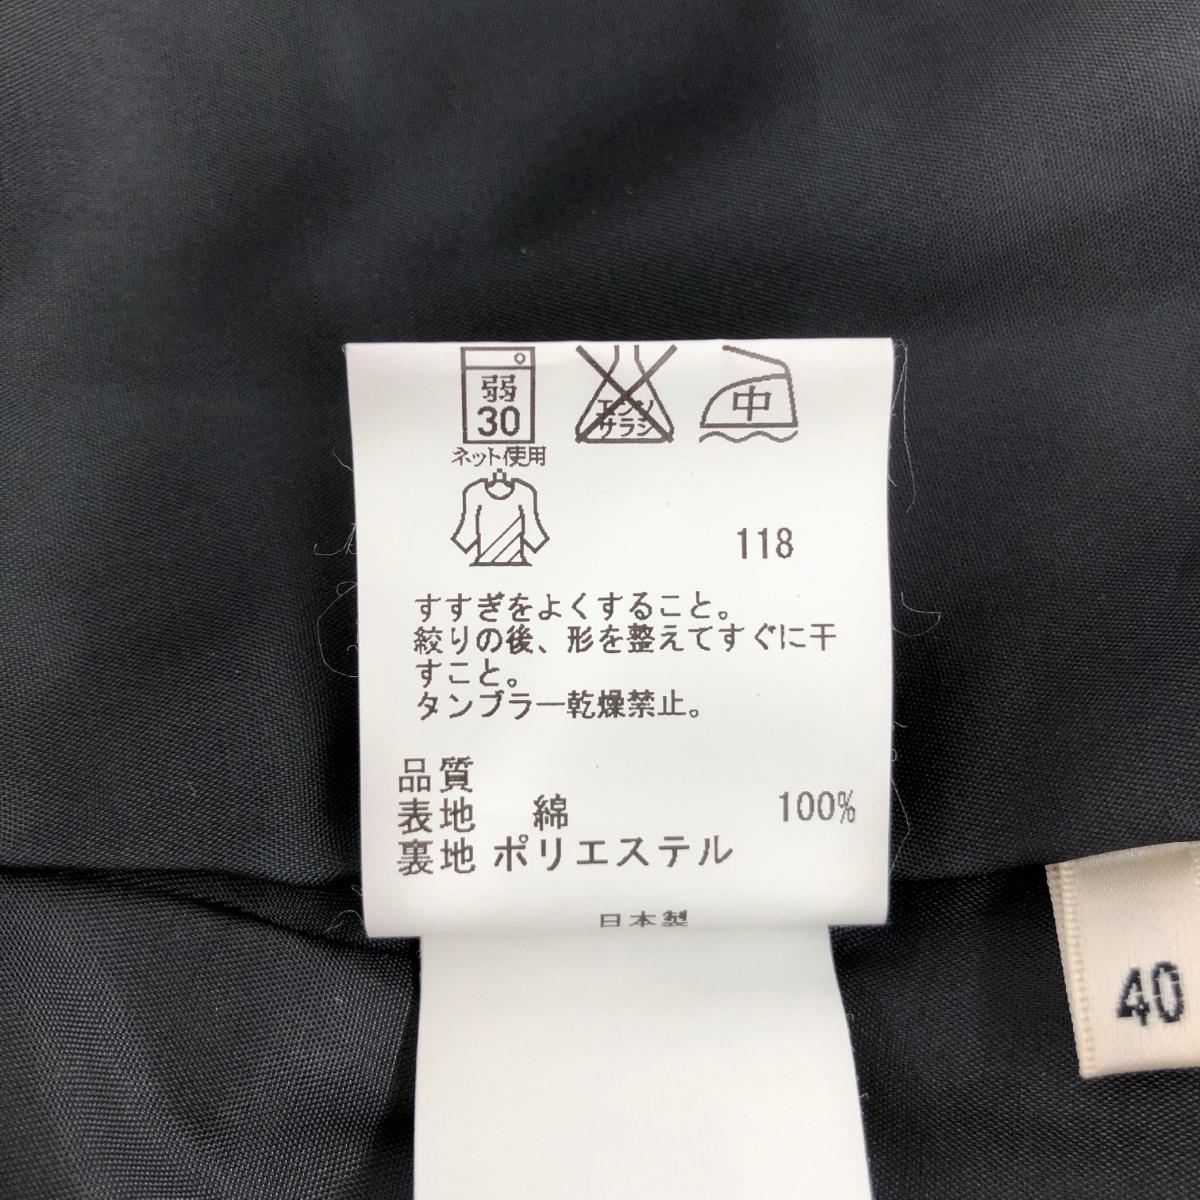 弱
30
ネット使用
エンソ
サラシ
中
118
すすぎをよくすること。
絞りの後、形を整えてすぐに干
すこと。
タンブラー乾燥禁止。
品質
表地 綿 100%
裏地 ポリエステル
日本製
40